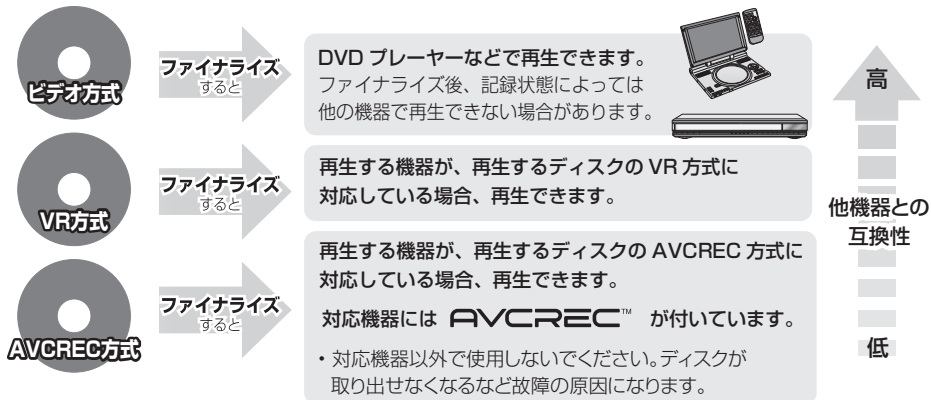 ビデオ方式
ファイナライズ
すると
DVD プレーヤーなどで再生できます。
ファイナライズ後、記録状態によっては
他の機器で再生できない場合があります。
VR方式
ファイナライズ
すると
再生する機器が、再生するディスクの VR 方式に
対応している場合、再生できます。
AVCREC方式
ファイナライズ
すると
再生する機器が、再生するディスクの AVCREC 方式に
対応している場合、再生できます。
対応機器には AVCREC™ が付いています。
・対応機器以外で使用しないでください。ディスクが
取り出せなくなるなど故障の原因になります。
高
他機器との
互換性
低